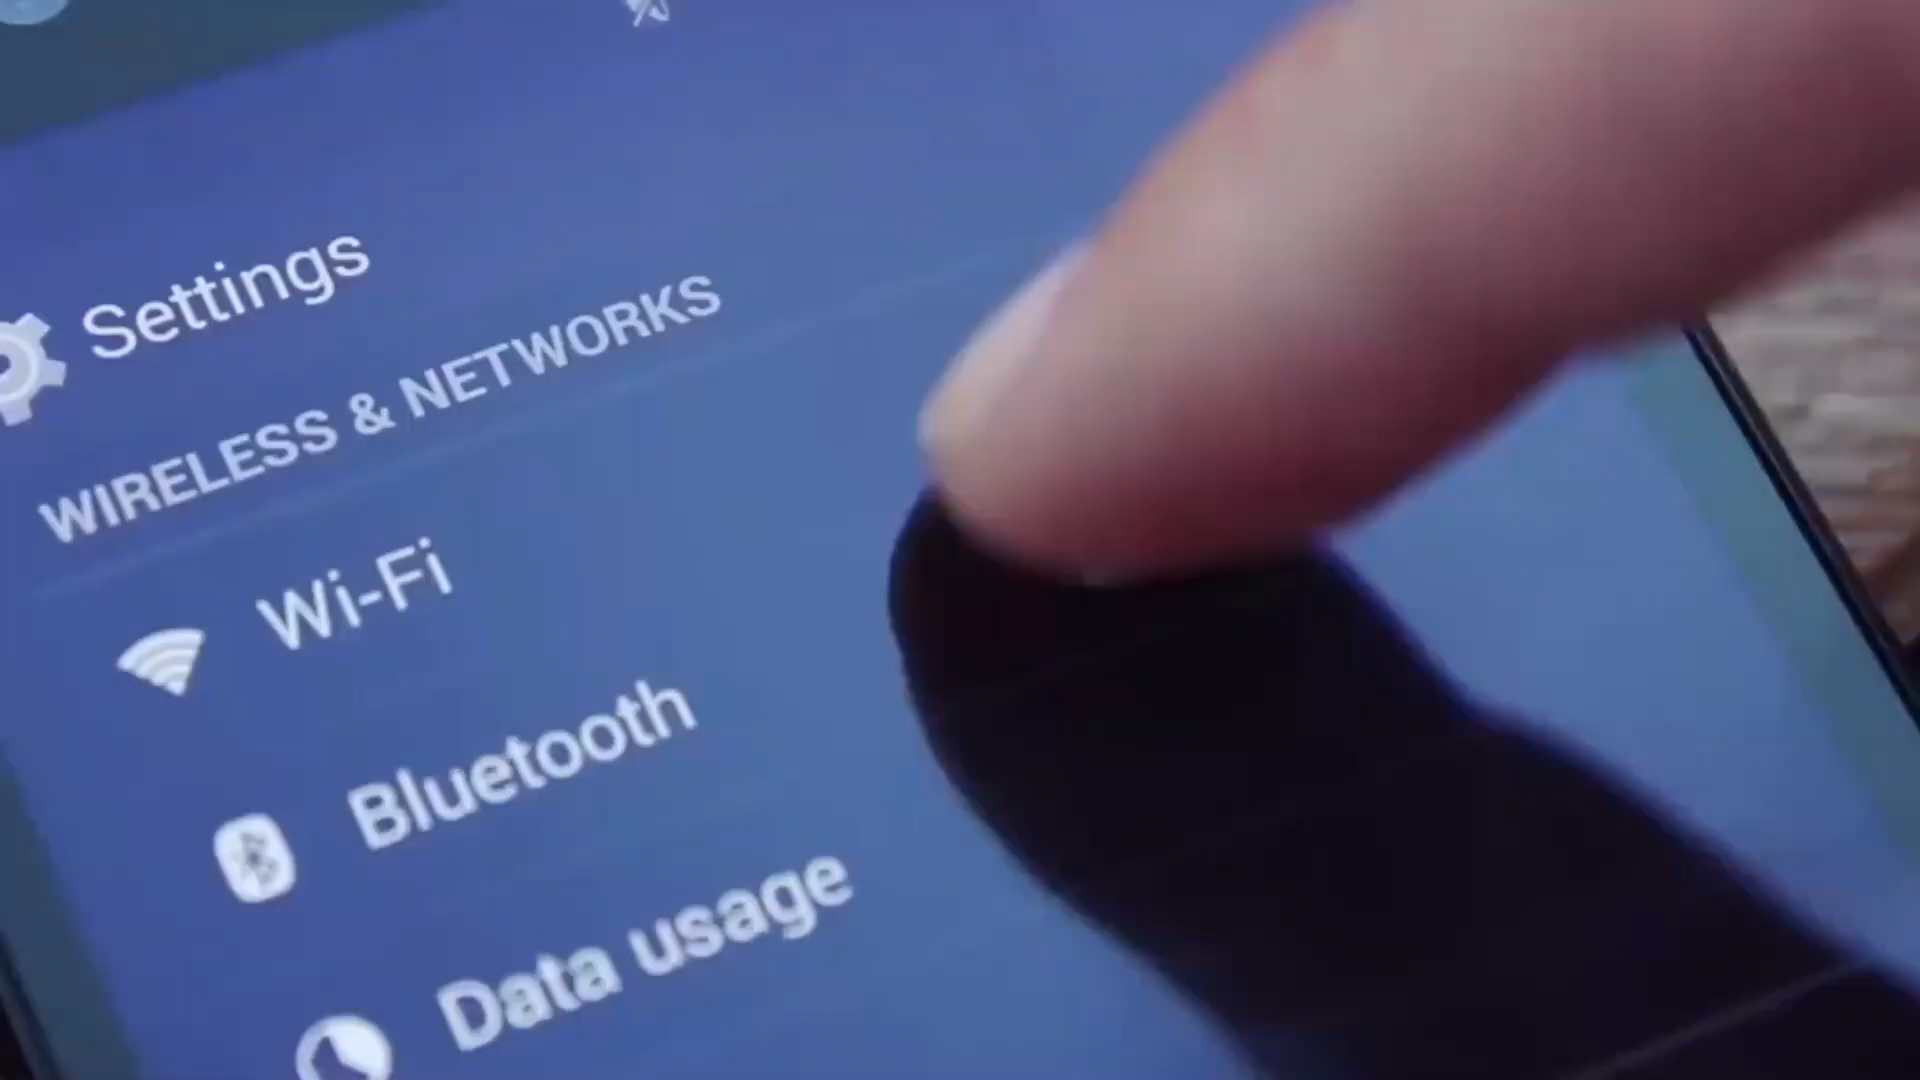 Settings
WIRELESS & NETWORKS
Wi-Fi
Bluetooth
Data usage